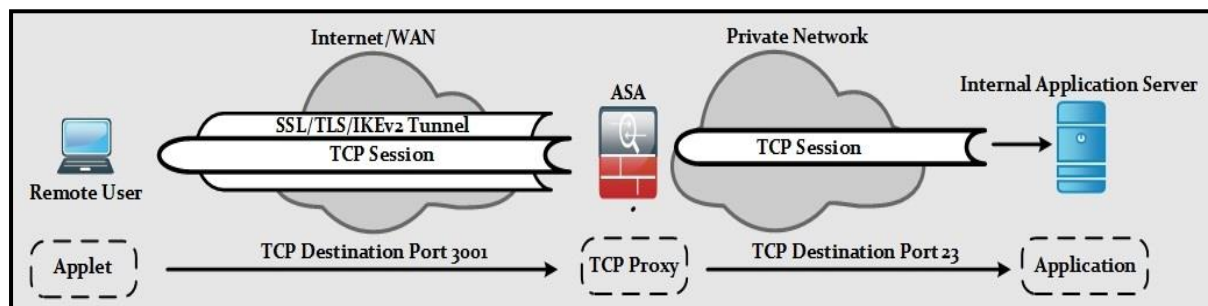 Internet/WAN
Private Network
ASA
Internal Application Server
SSL/TLS/IKEv2 Tunnel
TCP Session
TCP Session
Remote User
TCP Destination Port 3001
TCP Destination Port 23
Applet
TCP Proxy
Application